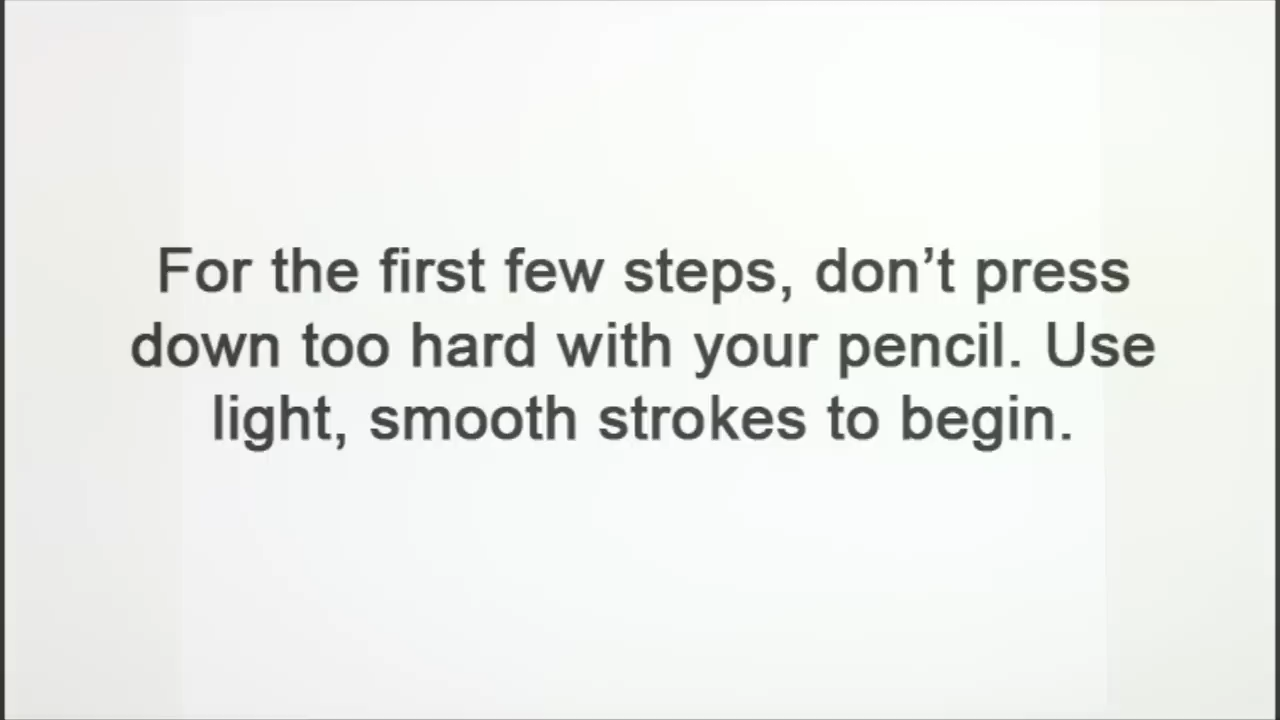 For the first few steps, don’t press
down too hard with your pencil. Use
light, smooth strokes to begin.